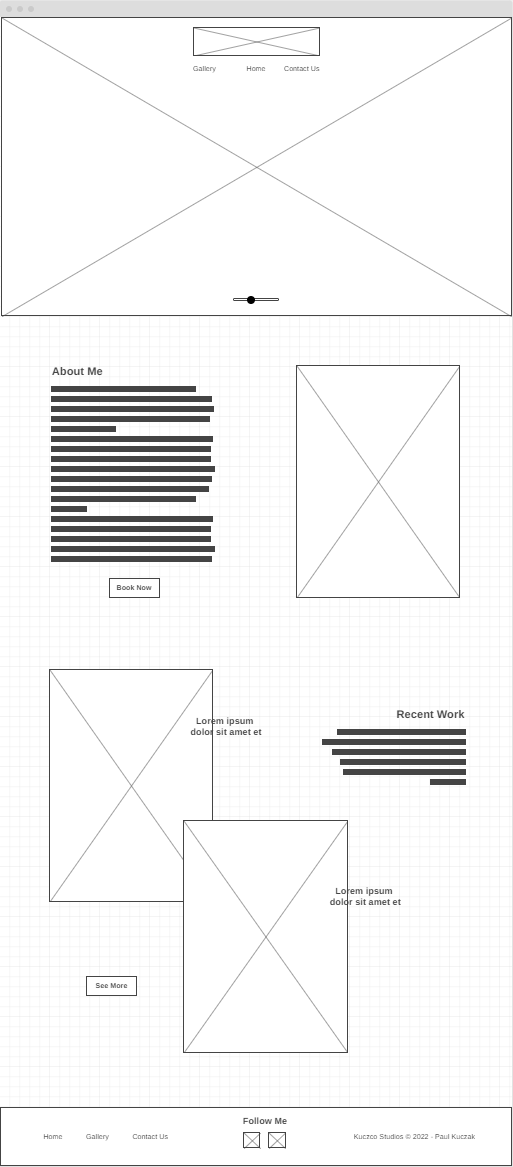 Gallery Home Contact Us
About Me
Book Now
Lorem ipsum
dolor sit amet et
Recent Work
Lorem ipsum
dolor sit amet et
See More
Follow Me
Home Gallery Contact Us
Kuczco Studios © 2022 - Paul Kuczak